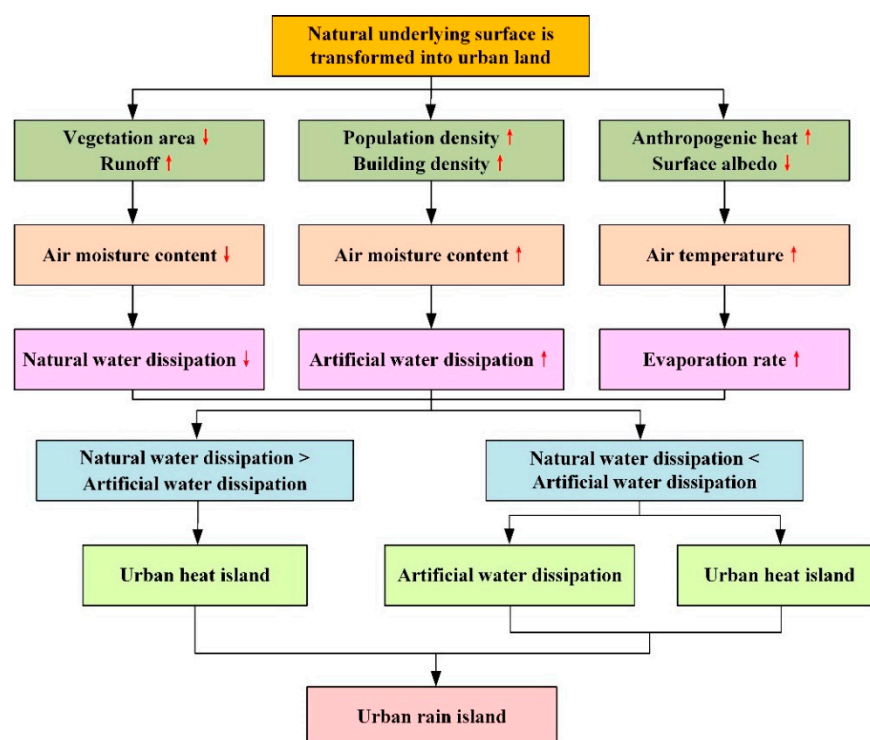 Natural underlying surface is
transformed into urban land
Vegetation area ↓
Runoff ↑
Population density ↑
Building density ↑
Anthropogenic heat ↑
Surface albedo ↓
Air moisture content ↓
Air moisture content ↑
Air temperature ↑
Natural water dissipation ↓
Artificial water dissipation ↑
Evaporation rate ↑
Natural water dissipation >
Artificial water dissipation
Natural water dissipation <
Artificial water dissipation
Urban heat island
Artificial water dissipation
Urban heat island
Urban rain island